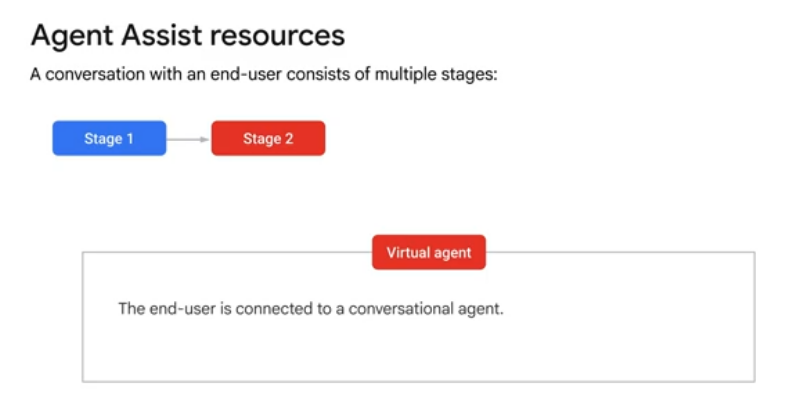 Agent Assist resources
A conversation with an end-user consists of multiple stages:
Stage 1
Stage 2
Virtual agent
The end-user is connected to a conversational agent.